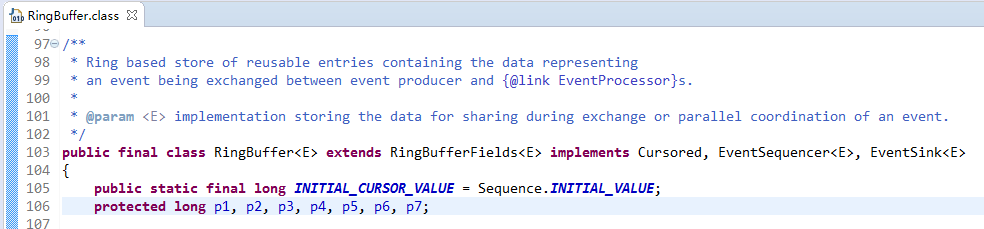 RingBuffer.class
97 /**
98 * Ring based store of reusable entries containing the data representing
99 * an event being exchanged between event producer and {@link EventProcessor}s.
100 *
101 * @param <E> implementation storing the data for sharing during exchange or parallel coordination of an event.
102 */
103 public final class RingBuffer<E> extends RingBufferFields<E> implements Cursored, EventSequencer<E>, EventSink<E>
104 {
105 public static final long INITIAL_CURSOR_VALUE = Sequence.INITIAL_VALUE;
106 protected long p1, p2, p3, p4, p5, p6, p7;
107